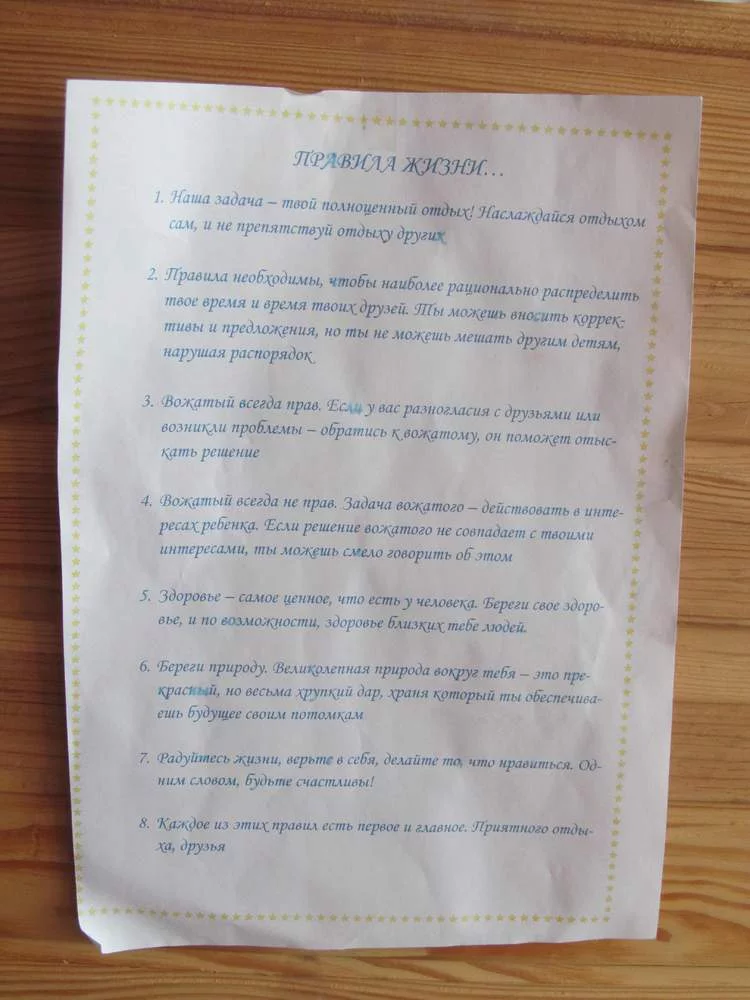 ПРАВИЛА ЖИЗНИ...
1. Наша задача – твой полноценный отдых! Наслаждайся отдыхом
сам, и не препятствуй отдыху других
2. Правила необходимы, чтобы наиболее рационально распределить
твое время и время твоих друзей. Ты можешь вносить коррек-
тивы и предложения, но ты не можешь мешать другим детям,
нарушая распорядок
3. Вожатый всегда прав. Если у вас разногласия с друзьями или
возникли проблемы – обратись к вожатому, он поможет отыс-
кать решение
4. Вожатый всегда не прав. Задача вожатого – действовать в инте-
ресах ребенка. Если решение вожатого не совпадает с твоими
интересами, ты можешь смело говорить об этом
5. Здоровье – самое ценное, что есть у человека. Береги свое здоро-
вье, и по возможности, здоровье близких тебе людей.
6. Береги природу. Великолепная природа вокруг тебя – это пре-
красный, но весьма хрупкий дар, храня который ты обеспечива-
ешь будущее своим потомкам
7. Радуйтесь жизни, верьте в себя, делайте то, что нравиться. Од-
ним словом, будьте счастливы!
8. Каждое из этих правил есть первое и главное. Приятного отды-
ха, друзья